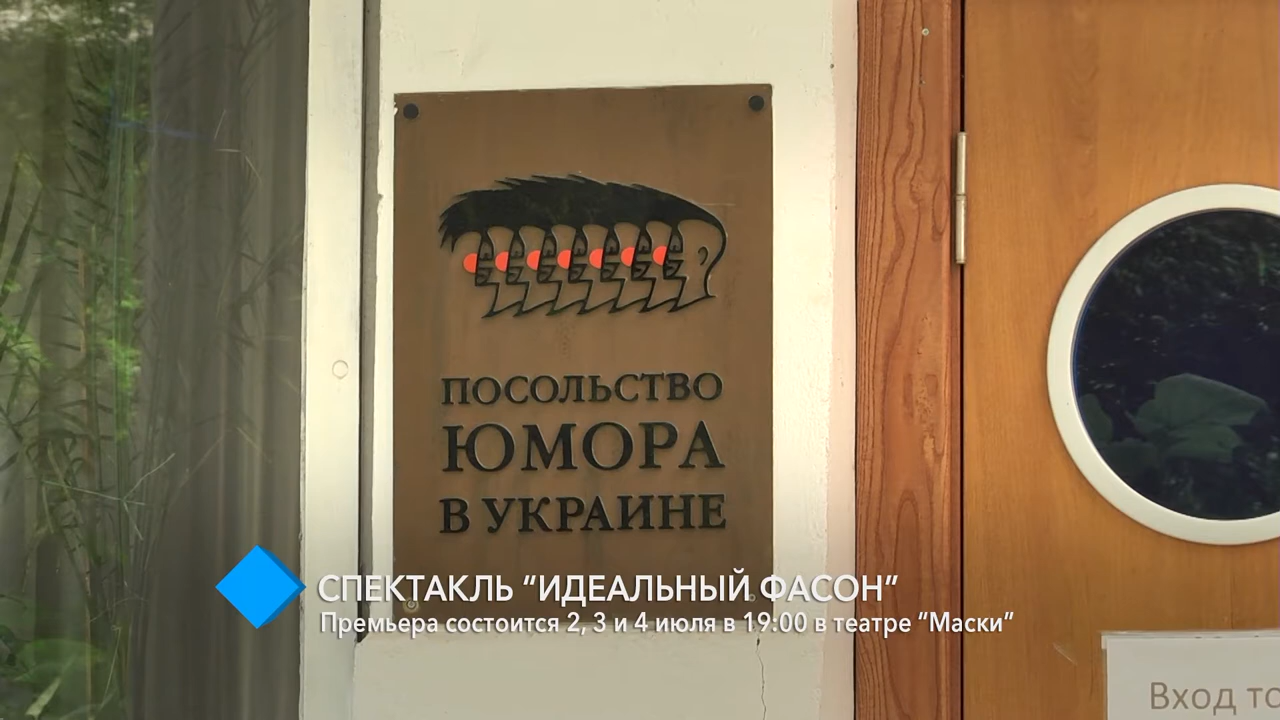 ПОСОЛЬСТВО
ЮМОРА
В УКРАИНЕ
СПЕКТАКЛЬ “ИДЕАЛЬНЫЙ ФАСОН”
Премьера состоится 2, 3 и 4 июля в 19:00 в театре “Маски”
Вход